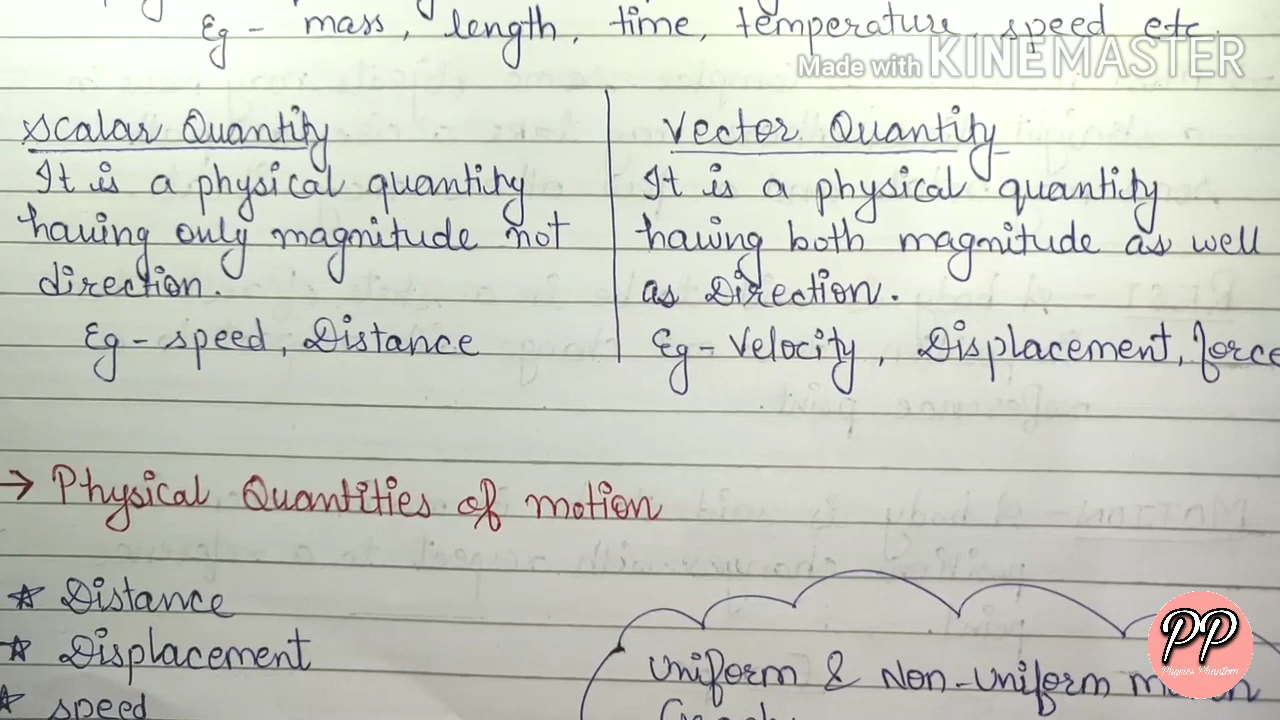 Eg - mass, length, time, temperature, speed etc.
Made with KINEMASTER
Scalar Quantity
It is a physical quantity
having only magnitude not
direction.
Eg - speed, Distance
Vector Quantity
It is a physical quantity
having both magnitude as well
as Direction.
Eg - Velocity, Displacement, force
→ Physical Quantities of motion
☆ Distance
☆ Displacement
☆ speed
Uniform & Non-Uniform
PP
Physics Phantom